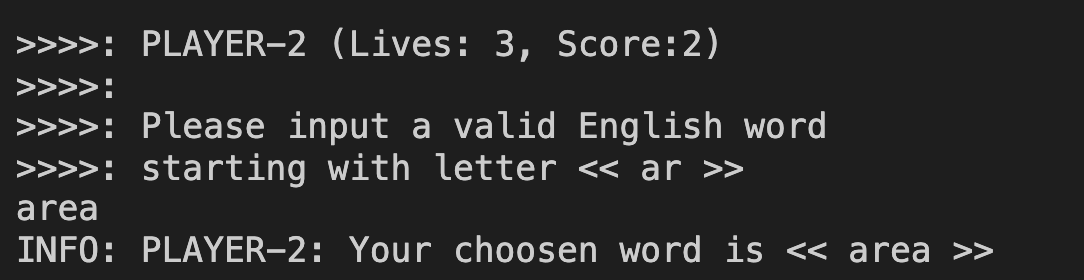 >>>>: PLAYER-2 (Lives: 3, Score:2)
>>>>:
>>>>: Please input a valid English word
>>>>: starting with letter << ar >>
area
INFO: PLAYER-2: Your choosen word is << area >>